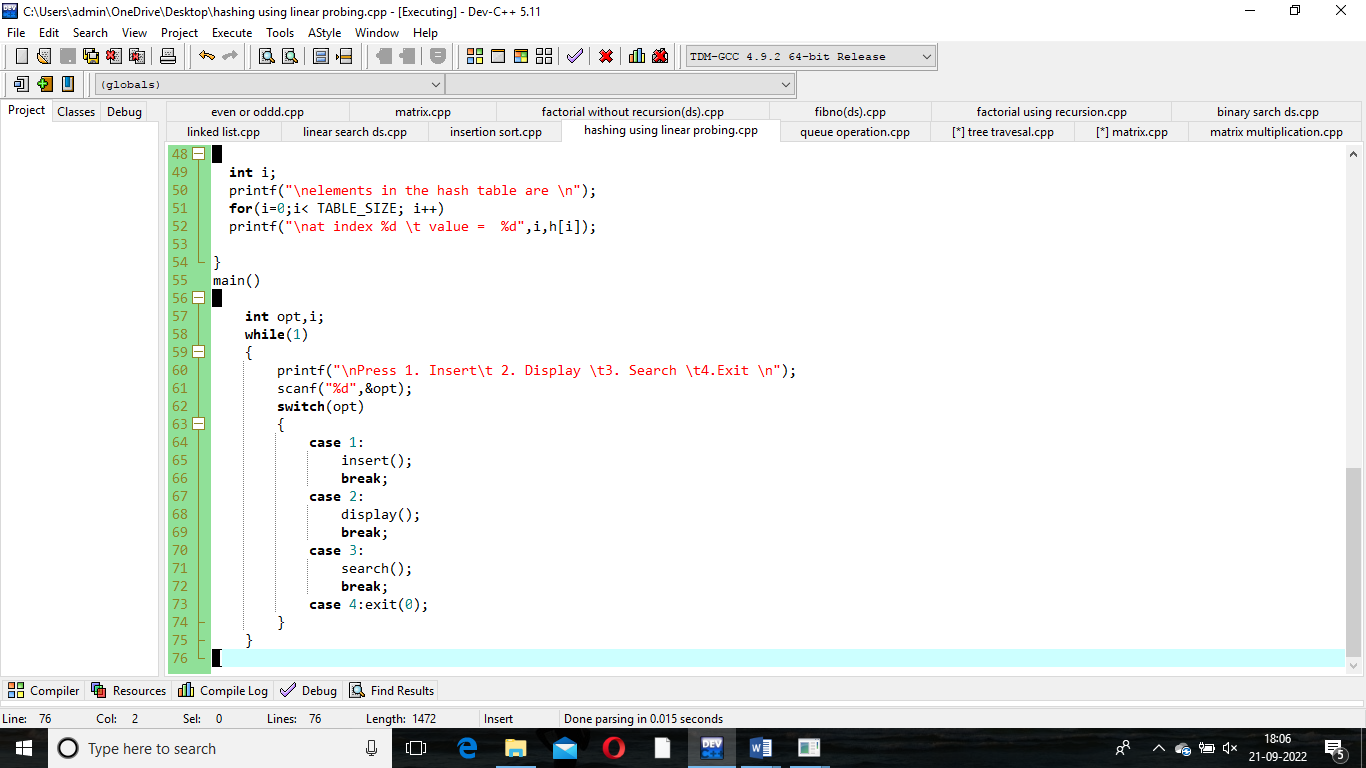 C:\Users\admin\OneDrive\Desktop\hashing using linear probing.cpp - [Executing] - Dev-C++ 5.11
File Edit Search View Project Execute Tools AStyle Window Help
TDM-GCC 4.9.2 64-bit Release
(globals)
Project Classes Debug
even or oddd.cpp matrix.cpp factorial without recursion(ds).cpp fibno(ds).cpp factorial using recursion.cpp binary sarch ds.cpp
linked list.cpp linear search ds.cpp insertion sort.cpp hashing using linear probing.cpp queue operation.cpp [*] tree travesal.cpp [*] matrix.cpp matrix multiplication.cpp
48
49 int i;
50 printf("\nelements in the hash table are \n");
51 for(i=0;i< TABLE_SIZE; i++)
52 printf("\nat index %d \t value =  %d",i,h[i]);
53
54 }
55 main()
56
57 int opt,i;
58 while(1)
59 {
60 printf("\nPress 1. Insert\t 2. Display \t3. Search \t4.Exit \n");
61 scanf("%d",&opt);
62 switch(opt)
63 {
64 case 1:
65 insert();
66 break;
67 case 2:
68 display();
69 break;
70 case 3:
71 search();
72 break;
73 case 4:exit(0);
74 }
75 }
76
Compiler Resources Compile Log Debug Find Results
Line: 76 Col: 2 Sel: 0 Lines: 76 Length: 1472 Insert Done parsing in 0.015 seconds
Type here to search
DEV
18:06
21-09-2022
5